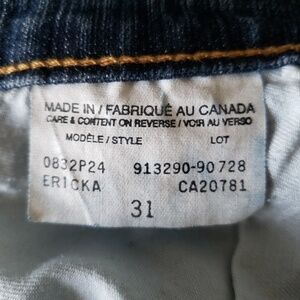 MADE IN / FABRIQUÉ AU CANADA
CARE & CONTENT ON REVERSE / VOIR AU VERSO
MODÈLE / STYLE LOT
0832P24 913290-90728
ERICKA CA20781
31